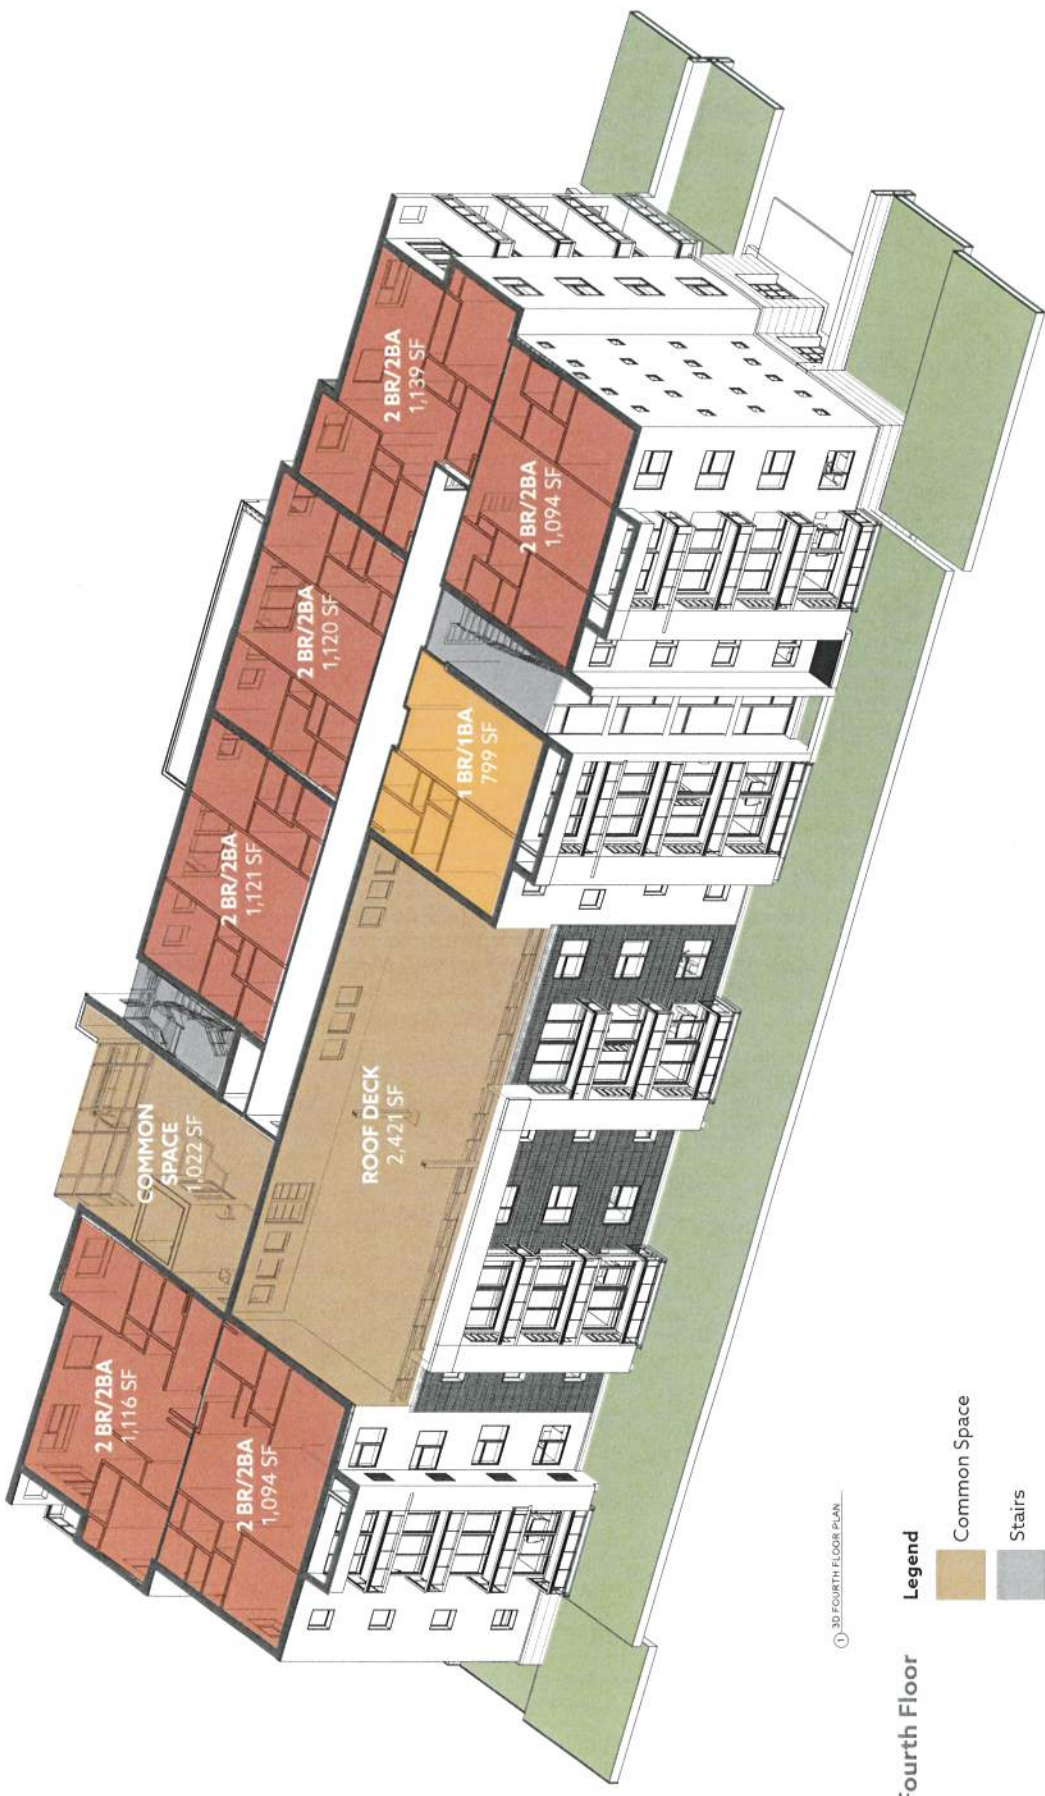 2 BR/2BA
1,139 SF
2 BR/2BA
1,094 SF
2 BR/2BA
1,120 SF
1 BR/1BA
799 SF
2 BR/2BA
1,121 SF
ROOF DECK
2,421 SF
COMMON
SPACE
1,022 SF
2 BR/2BA
1,116 SF
2 BR/2BA
1,094 SF
1 3D FOURTH FLOOR PLAN
Fourth Floor
Legend
Common Space
Stairs